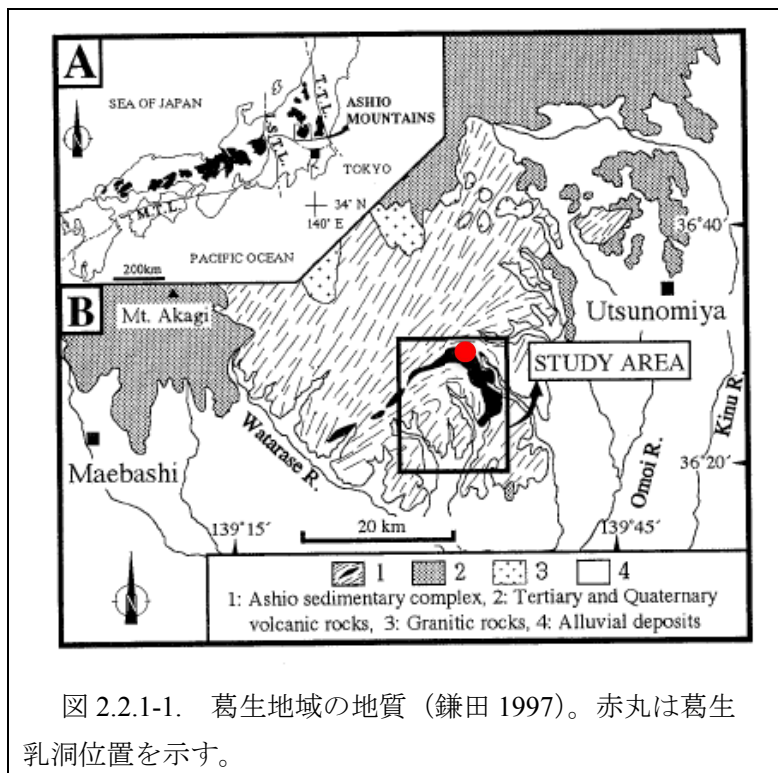 A
SEA OF JAPAN
T.T.L.
I.S.T.L.
ASHIO
MOUNTAINS
TOKYO
M.T.L.
34° N
140° E
PACIFIC OCEAN
200km
N
36°40′
B
Mt. Akagi
Utsunomiya
STUDY AREA
Maebashi
Watarase R.
Omoi R.
Kinu R.
36°20′
20 km
139°15′
139°45′
N
1 2 3 4
1: Ashio sedimentary complex, 2: Tertiary and Quaternary
volcanic rocks, 3: Granitic rocks, 4: Alluvial deposits
図 2.2.1-1. 葛生地域の地質（鎌田 1997）。赤丸は葛生
乳洞位置を示す。